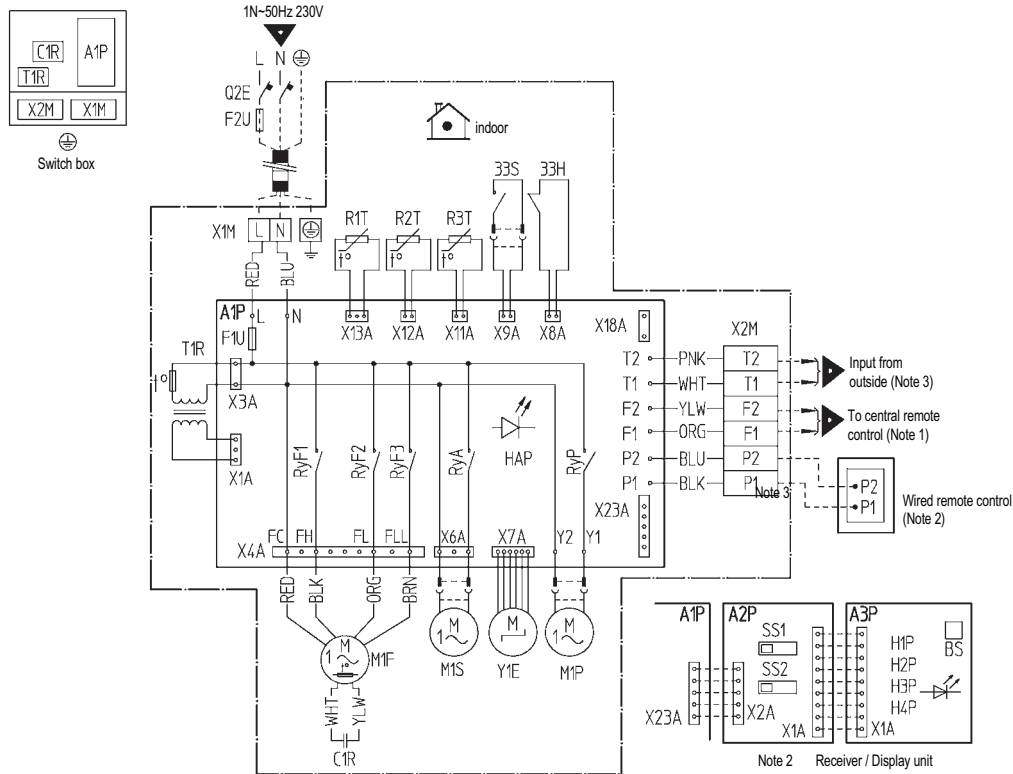 1N~50Hz 230V
C1R
A1P
T1R
X2M
X1M
Switch box
L N
Q2E
F2U
indoor
33S 33H
R1T R2T R3T
X1M
L N
RED
BLU
A1P
L N
F1U
X13A X12A X11A X9A X8A
X18A
X2M
T1R
X3A
X1A
T2 PNK T2
T1 WHT T1
F2 YLW F2
F1 ORG F1
P2 BLU P2
P1 BLK P1
Input from
outside (Note 3)
To central remote
control (Note 1)
Note 3
P2
P1
Wired remote control
(Note 2)
RyF1 RyF2 RyF3 RyA HAP RyP
X23A
FC FH FL FLL
X4A
X6A X7A Y2 Y1
RED BLK ORG BRN
M
1
M1F
WHT YLW
C1R
M
1
M1S
M
Y1E
M
1
M1P
A1P
X23A
A2P
SS1
SS2
X2A
X1A
A3P
H1P
H2P
H3P
H4P
BS
X1A
Note 2 Receiver / Display unit